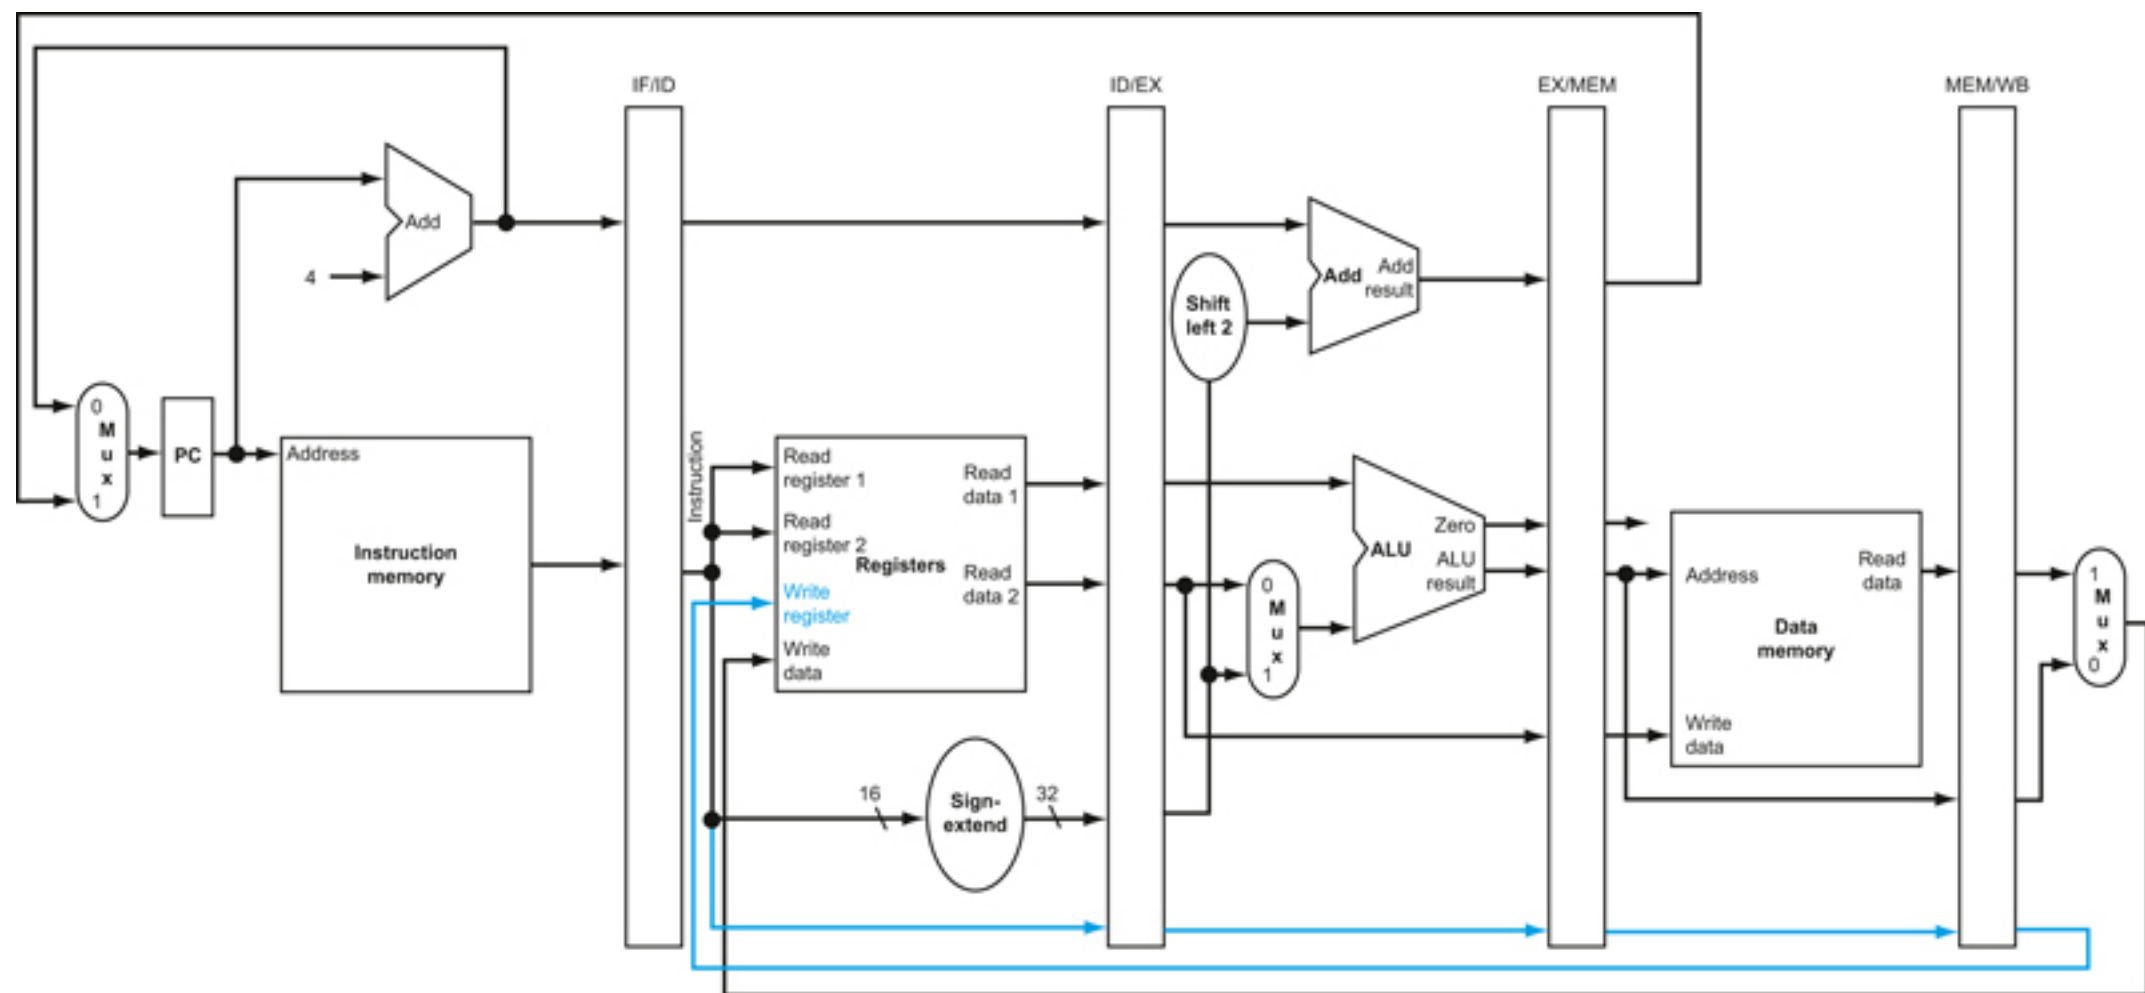 IF/ID
ID/EX
EX/MEM
MEM/WB
Add
4
Add
Add
result
Shift
left 2
0
M
u
x
1
PC
Address
Instruction
memory
Instruction
Read
register 1
Read
register 2
Write
register
Write
data
Registers
Read
data 1
Read
data 2
16
Sign-
extend
32
0
M
u
x
1
Zero
ALU
ALU
result
Address
Read
data
Data
memory
Write
data
1
M
u
x
0